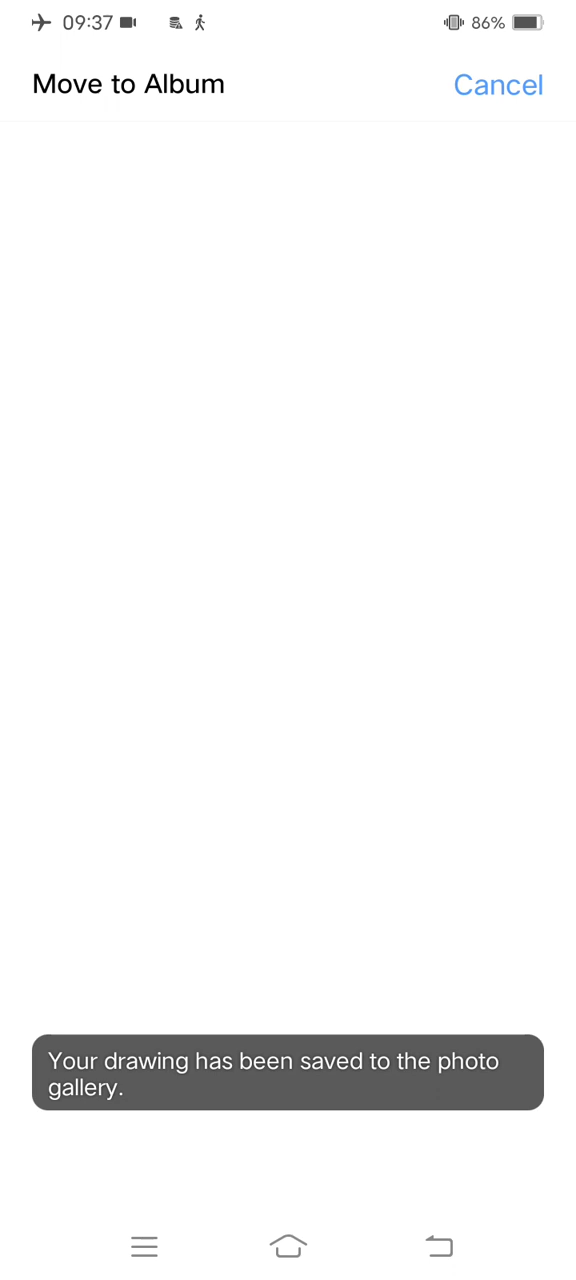 09:37
86%
Move to Album
Cancel
Your drawing has been saved to the photo
gallery.